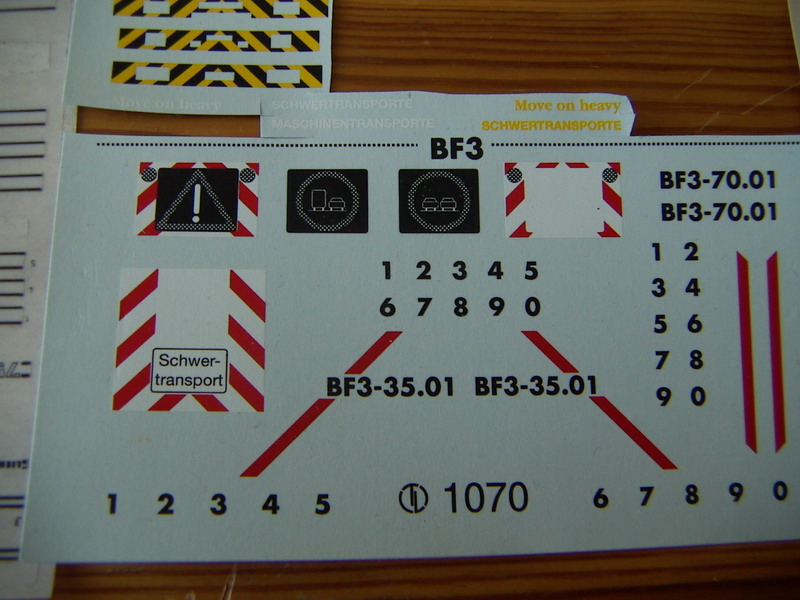 Move on heavy
SCHWERTRANSPORTE
Move on heavy
MASCHINENTRANSPORTE
SCHWERTRANSPORTE
BF3
BF3-70.01
BF3-70.01
1 2 3 4 5
6 7 8 9 0
1 2
3 4
5 6
7 8
9 0
Schwer-
transport
BF3-35.01 BF3-35.01
1 2 3 4 5
1070
6 7 8 9 0